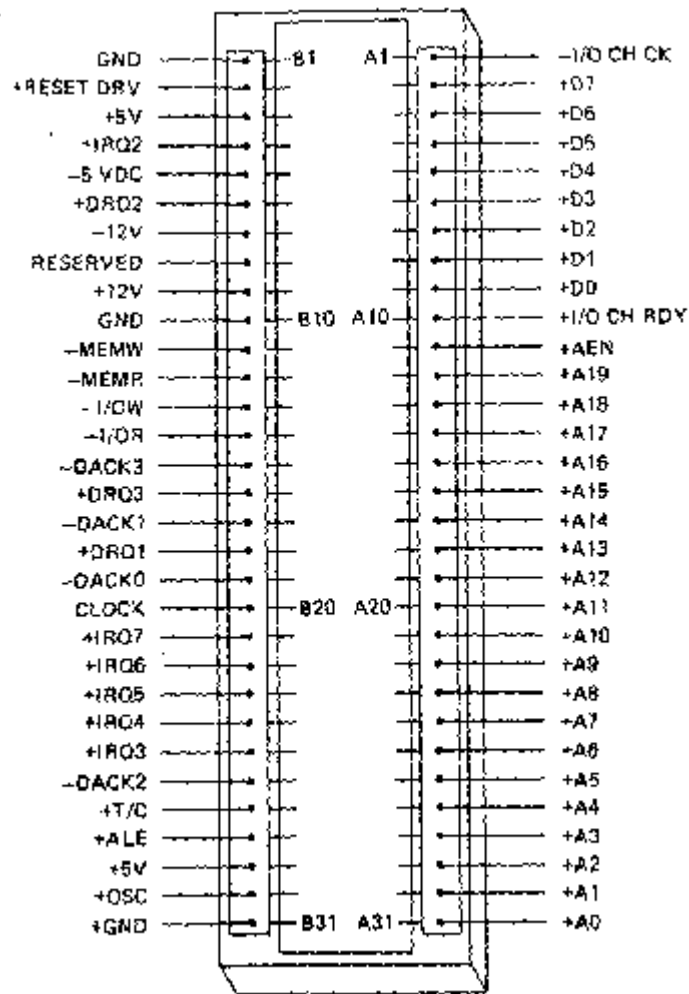 GND B1 A1 -I/O CH CK
+RESET DRV +D7
+5V +D6
+IRQ2 +D5
-5 VDC +D4
+DRQ2 +D3
-12V +D2
RESERVED +D1
+12V +D0
GND B10 A10 +I/O CH RDY
-MEMW +AEN
-MEMR +A19
-I/OW +A18
-I/OR +A17
-DACK3 +A16
+DRQ3 +A15
-DACK1 +A14
+DRQ1 +A13
-DACK0 +A12
CLOCK B20 A20 +A11
+IRQ7 +A10
+IRQ6 +A9
+IRQ5 +A8
+IRQ4 +A7
+IRQ3 +A6
-DACK2 +A5
+T/C +A4
+ALE +A3
+5V +A2
+OSC +A1
+GND B31 A31 +A0